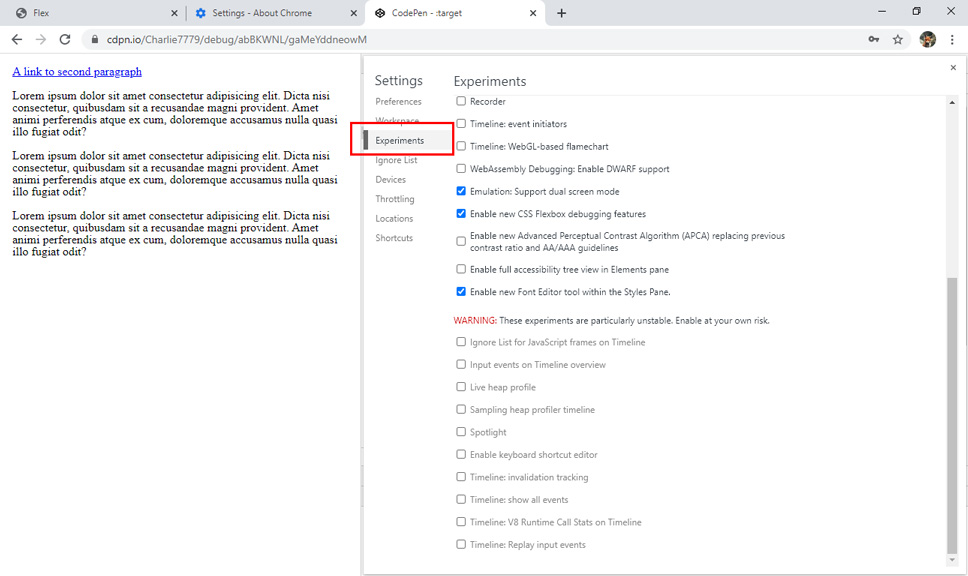 Flex
Settings - About Chrome
CodePen - :target
cdpn.io/Charlie7779/debug/abBKWNL/gaMeYddneowM
A link to second paragraph
Lorem ipsum dolor sit amet consectetur adipisicing elit. Dicta nisi
consectetur, quibusdam sit a recusandae magni provident. Amet
animi perferendis atque ex cum, doloremque accusamus nulla quasi
illo fugiat odit?
Lorem ipsum dolor sit amet consectetur adipisicing elit. Dicta nisi
consectetur, quibusdam sit a recusandae magni provident. Amet
animi perferendis atque ex cum, doloremque accusamus nulla quasi
illo fugiat odit?
Lorem ipsum dolor sit amet consectetur adipisicing elit. Dicta nisi
consectetur, quibusdam sit a recusandae magni provident. Amet
animi perferendis atque ex cum, doloremque accusamus nulla quasi
illo fugiat odit?
Settings
Preferences
Workspace
Experiments
Ignore List
Devices
Throttling
Locations
Shortcuts
Experiments
Recorder
Timeline: event initiators
Timeline: WebGL-based flamechart
WebAssembly Debugging: Enable DWARF support
Emulation: Support dual screen mode
Enable new CSS Flexbox debugging features
Enable new Advanced Perceptual Contrast Algorithm (APCA) replacing previous
contrast ratio and AA/AAA guidelines
Enable full accessibility tree view in Elements pane
Enable new Font Editor tool within the Styles Pane.
WARNING: These experiments are particularly unstable. Enable at your own risk.
Ignore List for JavaScript frames on Timeline
Input events on Timeline overview
Live heap profile
Sampling heap profiler timeline
Spotlight
Enable keyboard shortcut editor
Timeline: invalidation tracking
Timeline: show all events
Timeline: V8 Runtime Call Stats on Timeline
Timeline: Replay input events